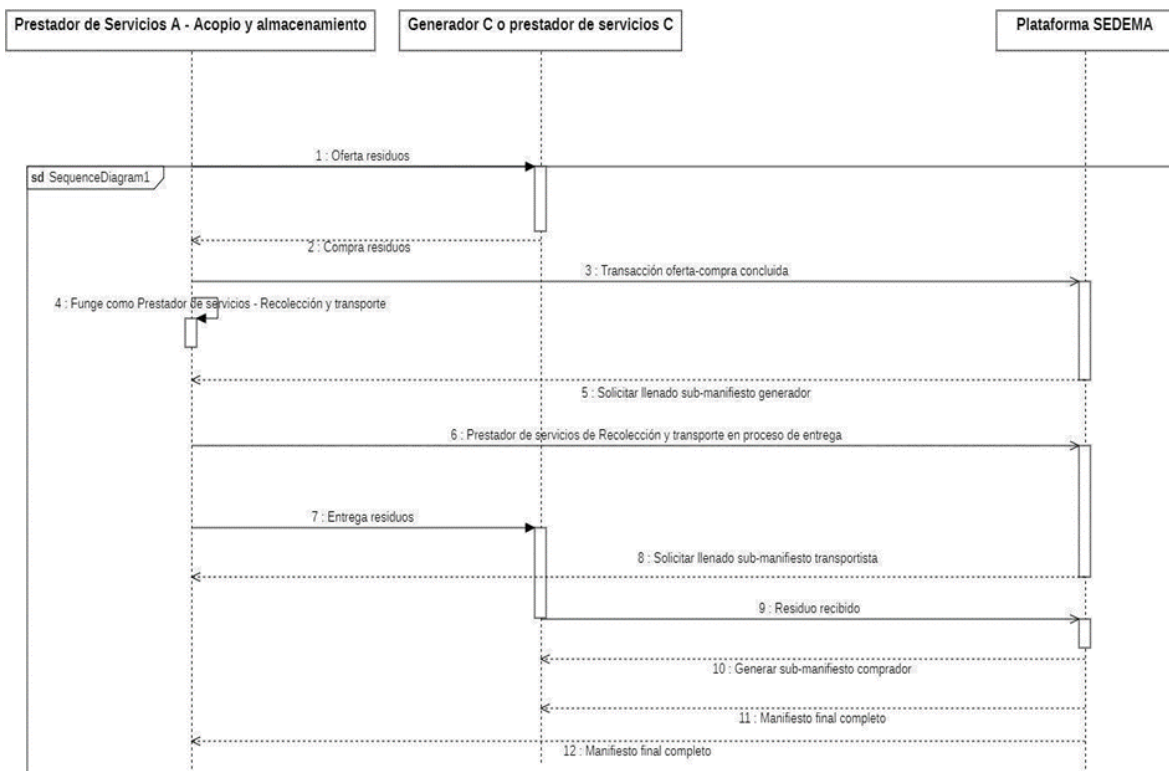 Prestador de Servicios A - Acopio y almacenamiento
Generador C o prestador de servicios C
Plataforma SEDEMA
1 : Oferta residuos
sd SequenceDiagram1
2 : Compra residuos
3 : Transacción oferta-compra concluida
4 : Funge como Prestador de servicios - Recolección y transporte
5 : Solicitar llenado sub-manifiesto generador
6 : Prestador de servicios de Recolección y transporte en proceso de entrega
7 : Entrega residuos
8 : Solicitar llenado sub-manifiesto transportista
9 : Residuo recibido
10 : Generar sub-manifiesto comprador
11 : Manifiesto final completo
12 : Manifiesto final completo